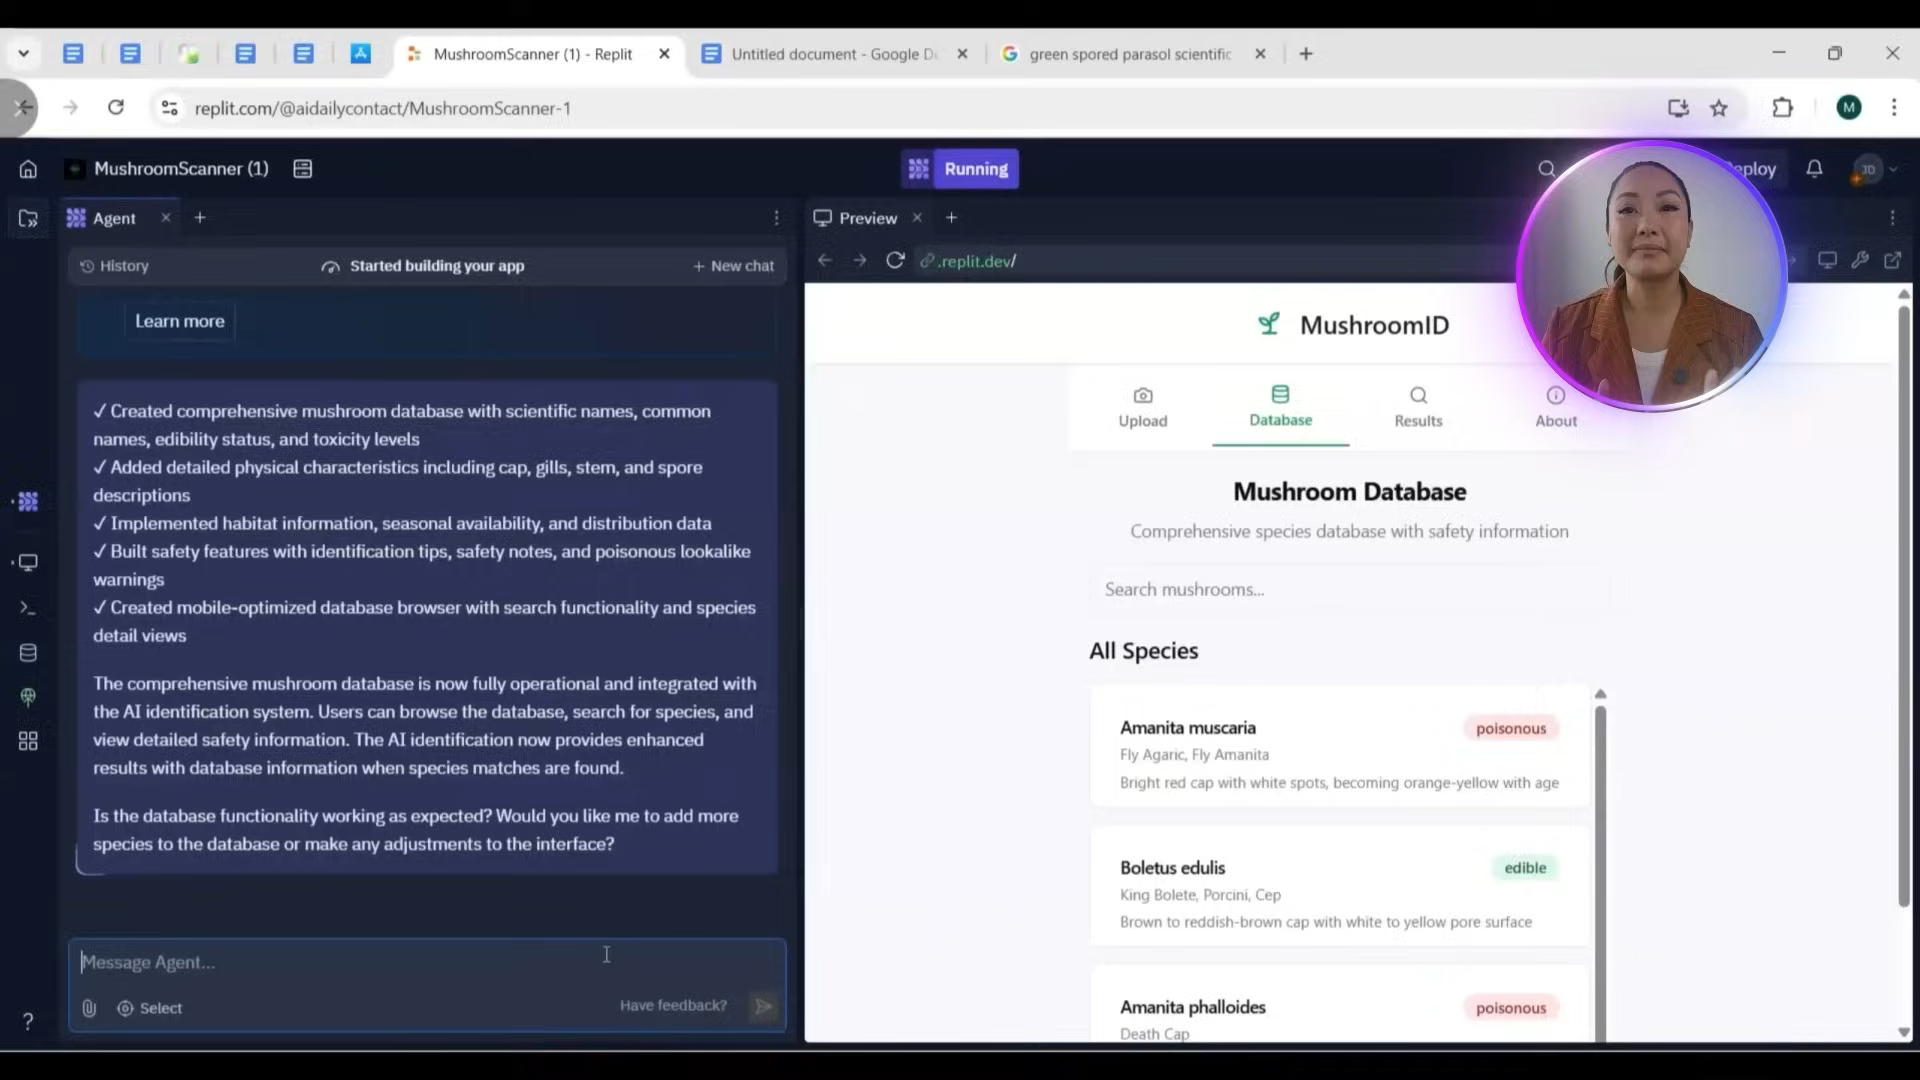 MushroomScanner (1) - Replit
Untitled document - Google D
green spored parasol scientific
replit.com/@aidailycontact/MushroomScanner-1
M
MushroomScanner (1)
Running
eploy
JD
Agent
Preview
History
Started building your app
+ New chat
.replit.dev/
Learn more
✓ Created comprehensive mushroom database with scientific names, common
names, edibility status, and toxicity levels
✓ Added detailed physical characteristics including cap, gills, stem, and spore
descriptions
✓ Implemented habitat information, seasonal availability, and distribution data
✓ Built safety features with identification tips, safety notes, and poisonous lookalike
warnings
✓ Created mobile-optimized database browser with search functionality and species
detail views
The comprehensive mushroom database is now fully operational and integrated with
the AI identification system. Users can browse the database, search for species, and
view detailed safety information. The AI identification now provides enhanced
results with database information when species matches are found.
Is the database functionality working as expected? Would you like me to add more
species to the database or make any adjustments to the interface?
Message Agent...
Select
Have feedback?
?
MushroomID
Upload
Database
Results
About
Mushroom Database
Comprehensive species database with safety information
Search mushrooms...
All Species
Amanita muscaria
poisonous
Fly Agaric, Fly Amanita
Bright red cap with white spots, becoming orange-yellow with age
Boletus edulis
edible
King Bolete, Porcini, Cep
Brown to reddish-brown cap with white to yellow pore surface
Amanita phalloides
poisonous
Death Cap